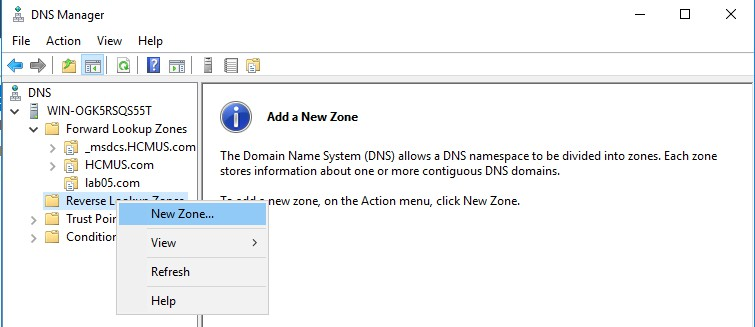 DNS Manager
File Action View Help
DNS
WIN-OGK5RSQS55T
Forward Lookup Zones
_msdcs.HCMUS.com
HCMUS.com
lab05.com
Reverse Lookup Zones
Trust Poin
Condition
New Zone...
View
Refresh
Help
Add a New Zone
The Domain Name System (DNS) allows a DNS namespace to be divided into zones. Each zone
stores information about one or more contiguous DNS domains.
To add a new zone, on the Action menu, click New Zone.